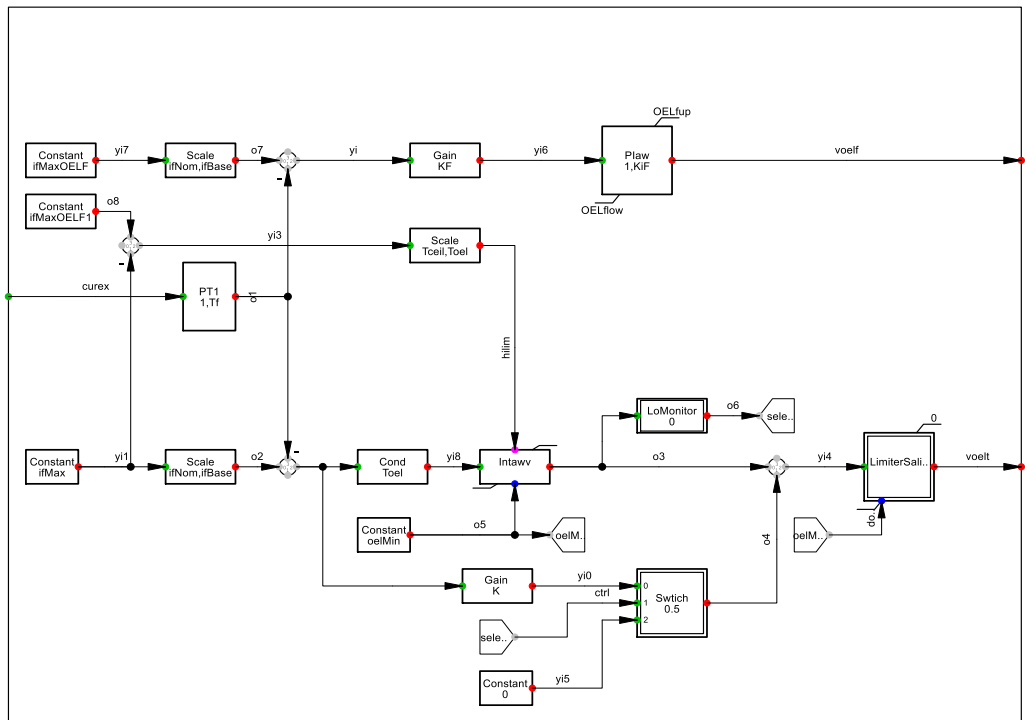 OELfup
Constant
ifMaxOELF
yi7
Scale
ifNom,ifBase
o7
yi
Gain
KF
yi6
PIaw
1,KiF
voelf
-
OELflow
Constant
ifMaxOELF1
o8
yi3
Scale
Tceil,Toel
-
curex
PT1
1,Tf
o1
hilim
LoMonitor
0
o6
sele..
0
Constant
ifMax
yi1
Scale
ifNom,ifBase
o2
-
Cond
Toel
yi8
Intawv
o3
yi4
LimiterSali..
voelt
Constant
oelMin
o5
oelM..
o4
oelM..
do..
Gain
K
yi0
ctrl
0
1
2
Swtich
0.5
sele..
Constant
0
yi5